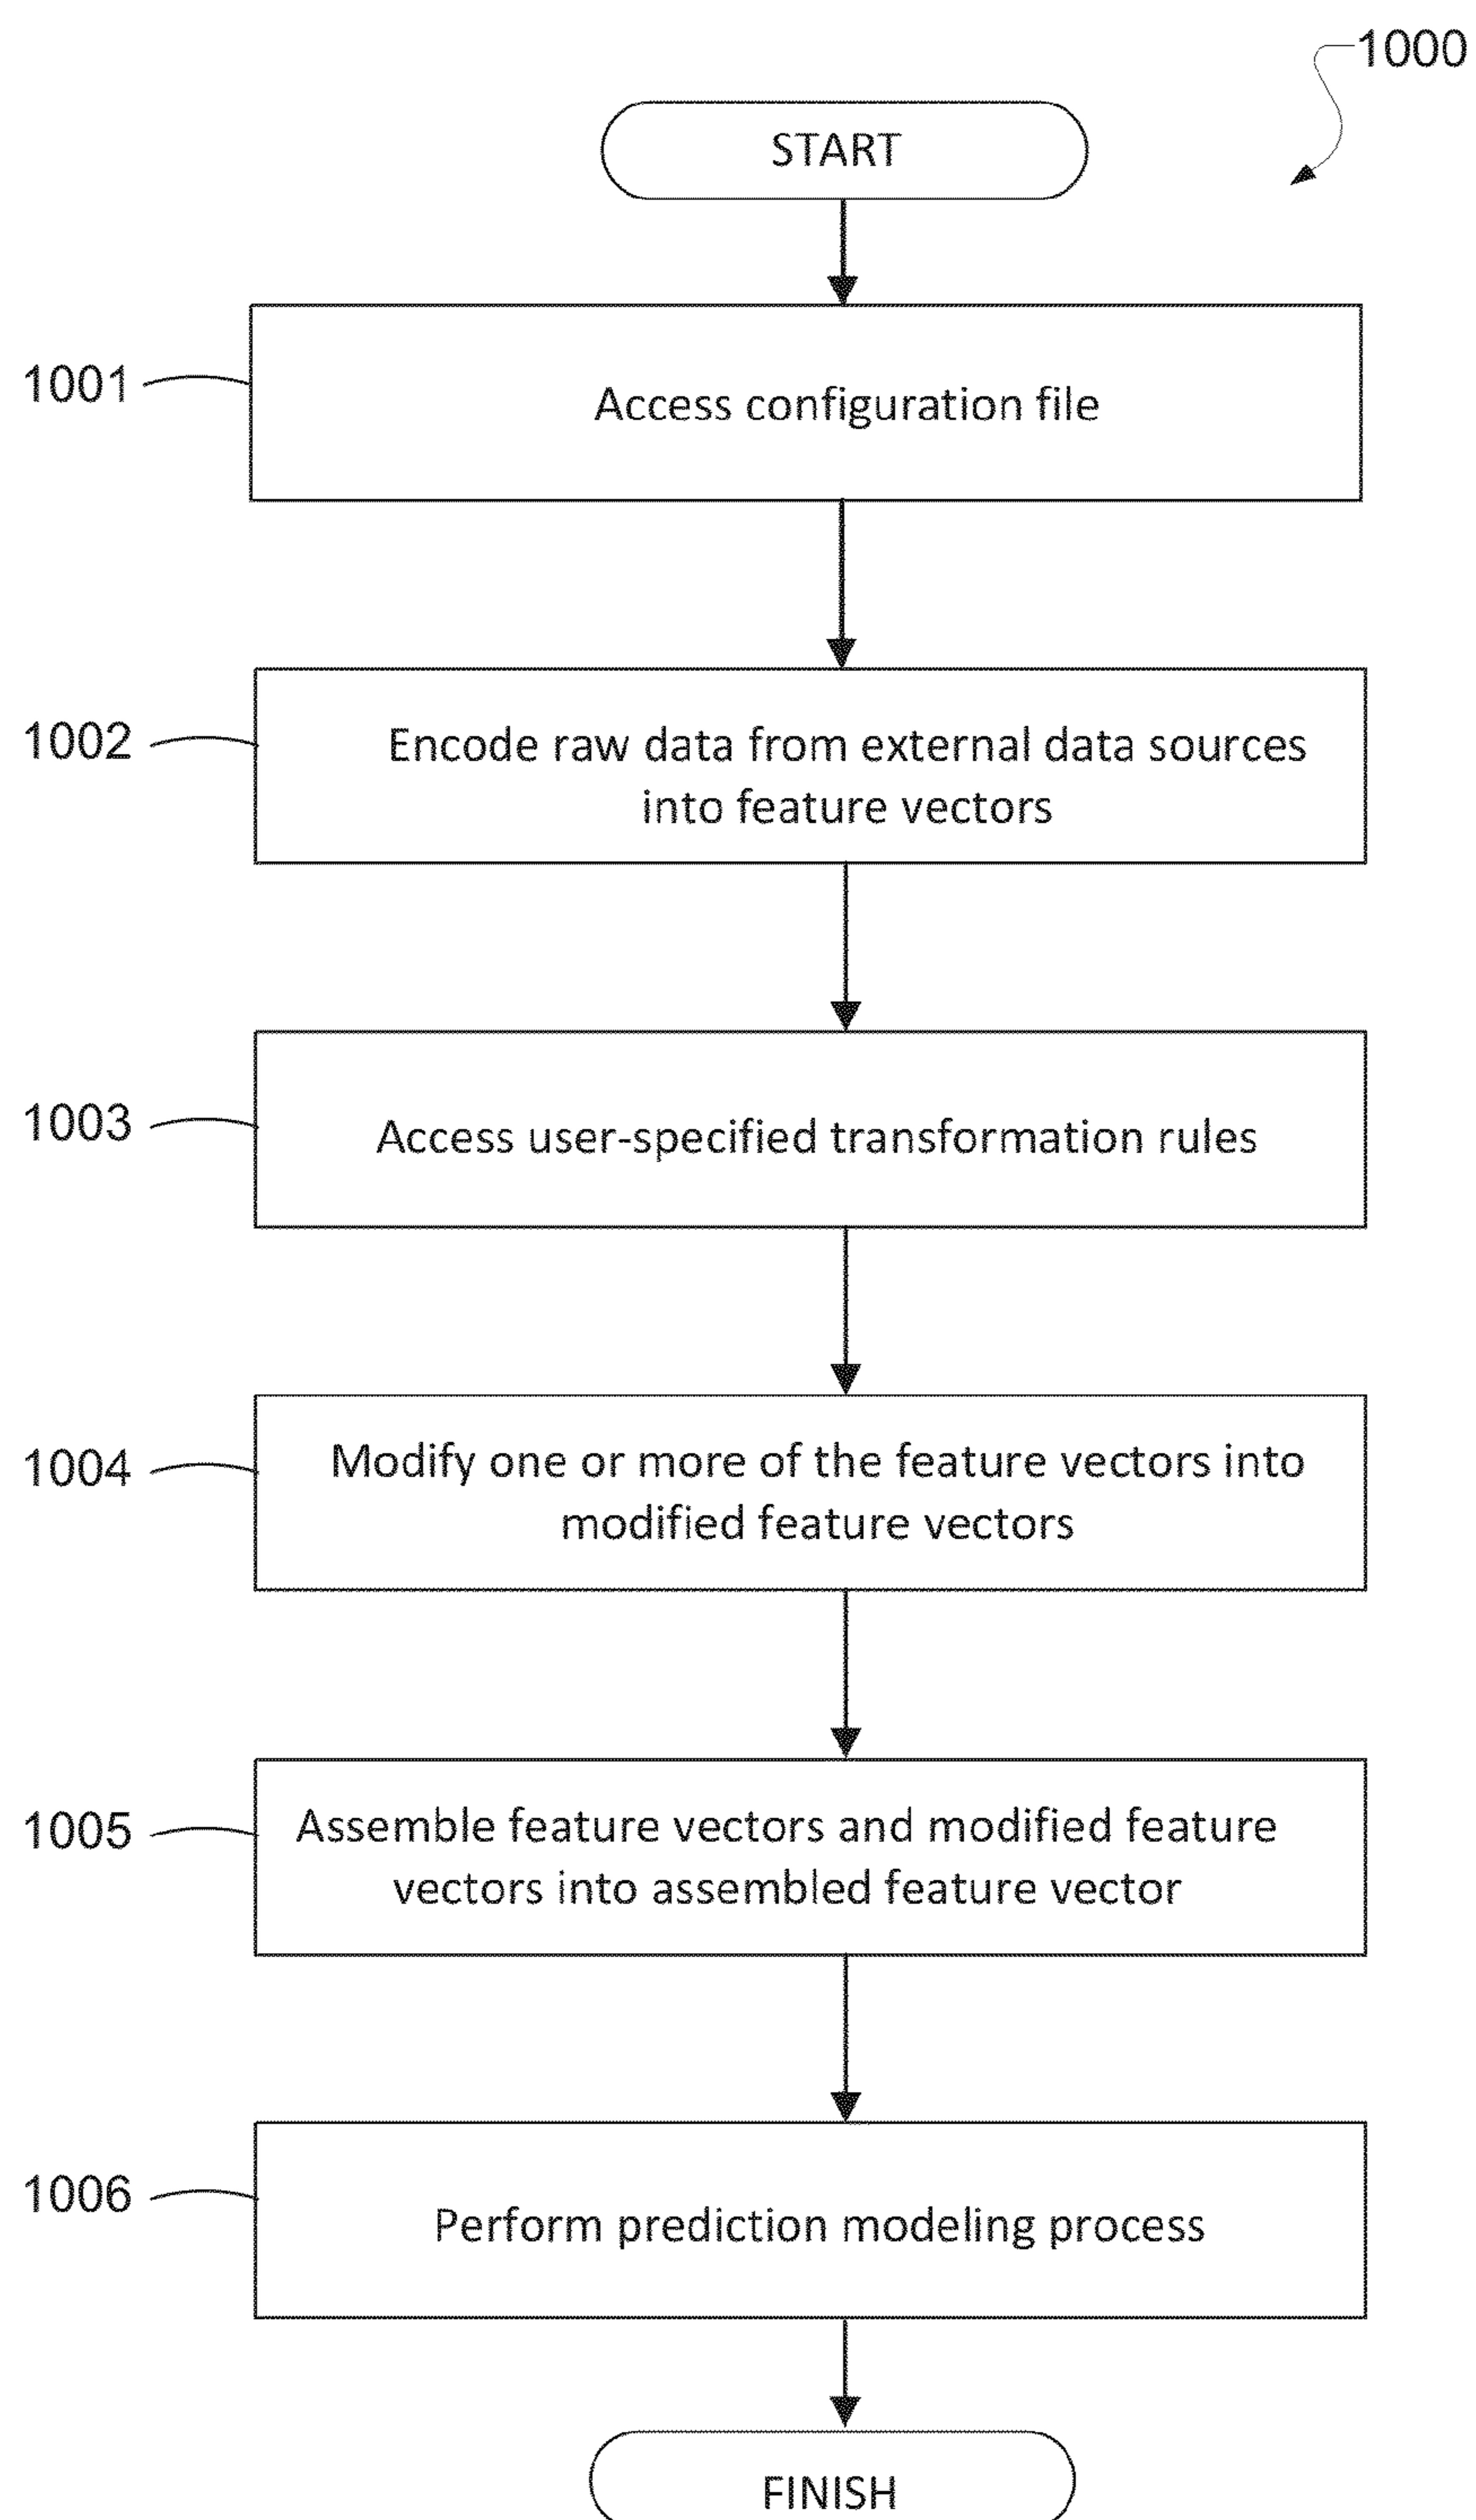 1000
START
1001
Access configuration file
1002
Encode raw data from external data sources
into feature vectors
1003
Access user-specified transformation rules
1004
Modify one or more of the feature vectors into
modified feature vectors
1005
Assemble feature vectors and modified feature
vectors into assembled feature vector
1006
Perform prediction modeling process
FINISH